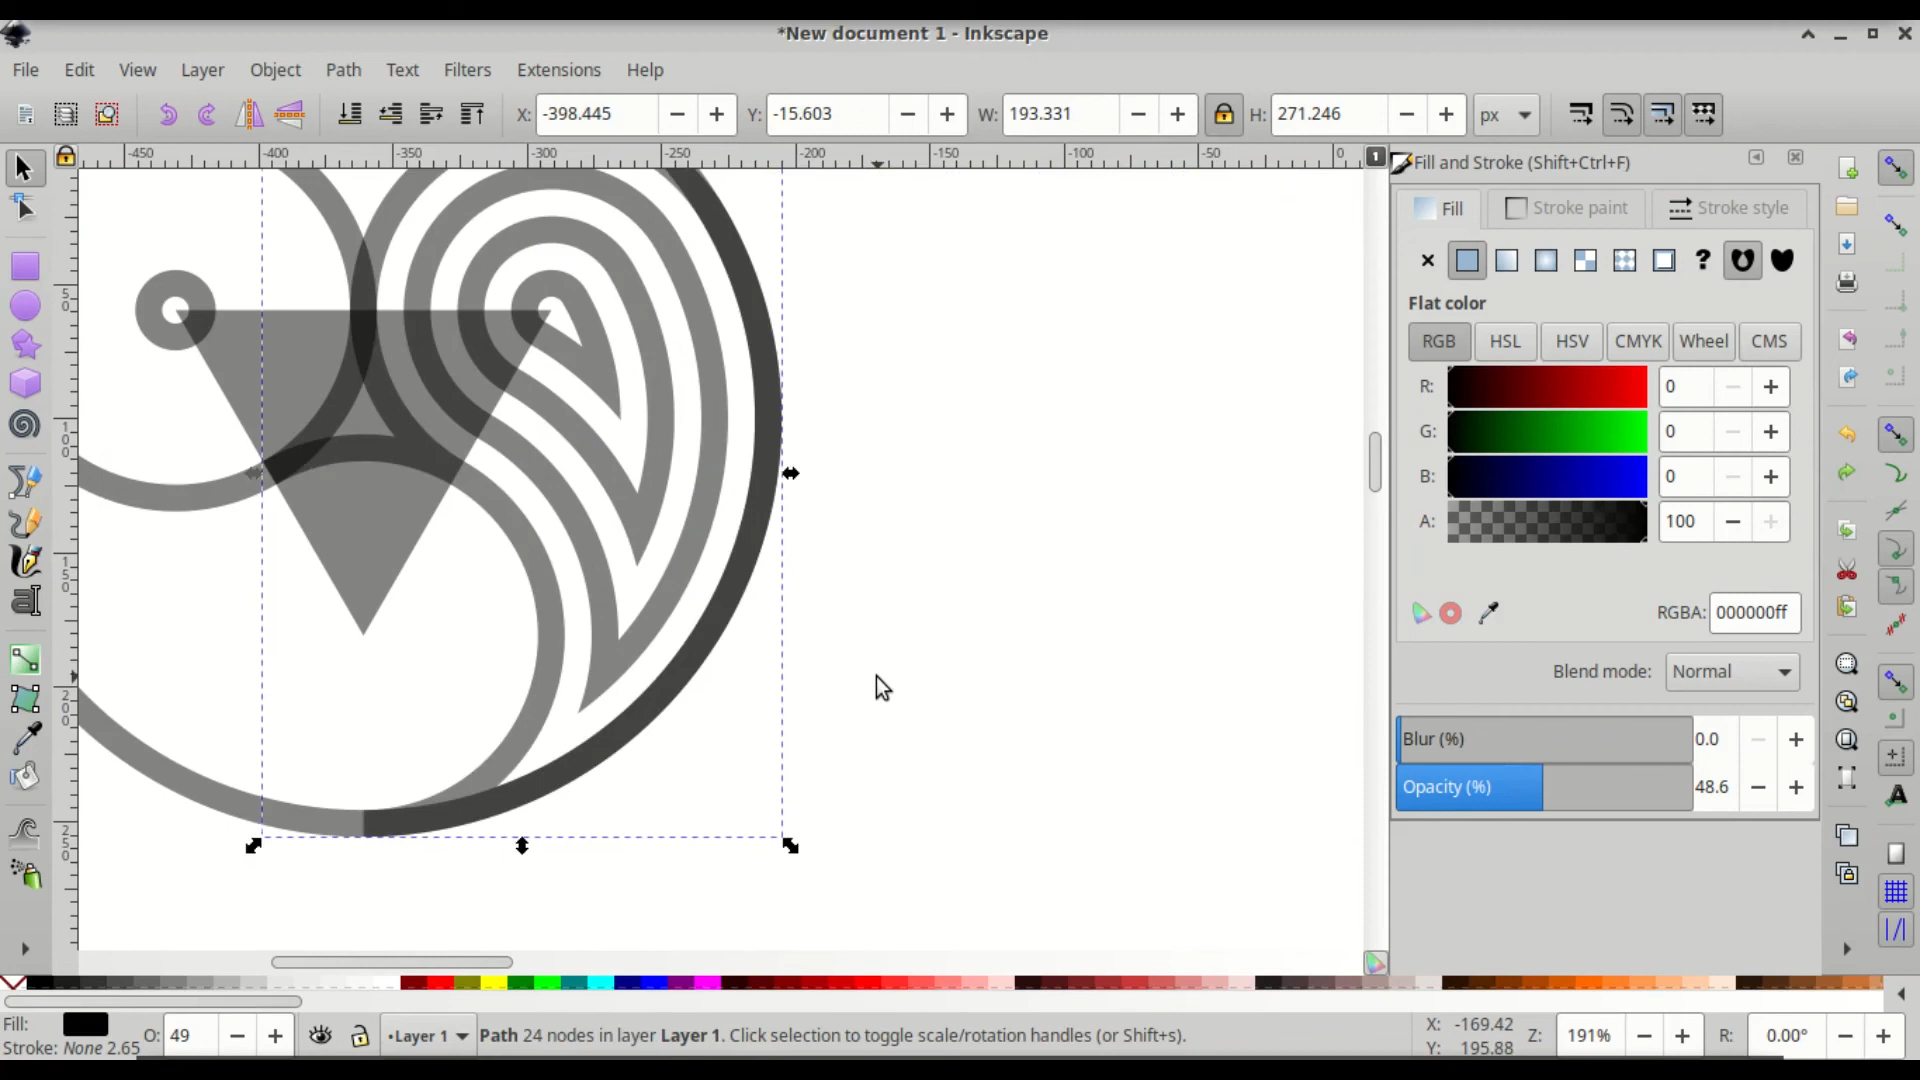 *New document 1 - Inkscape
File Edit View Layer Object Path Text Filters Extensions Help
X: -398.445 Y: -15.603 W: 193.331 H: 271.246 px
-450 -400 -350 -300 -250 -200 -150 -100 -50 0 1
Fill and Stroke (Shift+Ctrl+F)
Fill Stroke paint Stroke style
?
Flat color
RGB HSL HSV CMYK Wheel CMS
R: 0
G: 0
B: 0
A: 100
RGBA: 000000ff
Blend mode: Normal
Blur (%) 0.0
Opacity (%) 48.6
50
100
150
200
250
Fill: O: 49 •Layer 1 Path 24 nodes in layer Layer 1. Click selection to toggle scale/rotation handles (or Shift+s). X: -169.42 Z: 191% R: 0.00°
Stroke: None 2.65 Y: 195.88